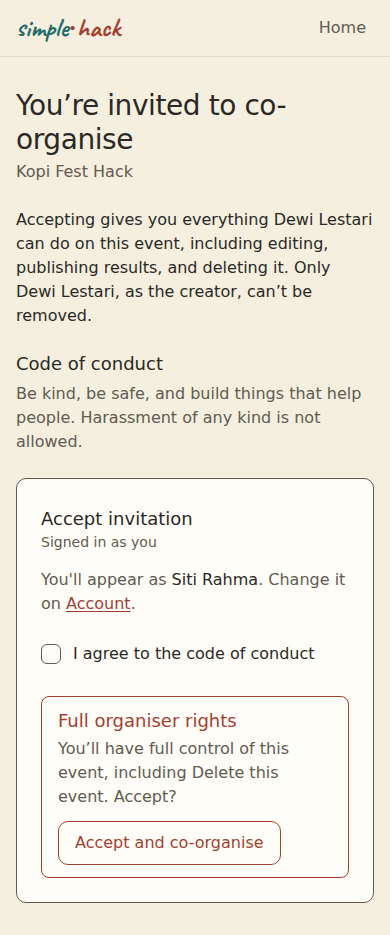 simple·hack
Home
You’re invited to co-
organise
Kopi Fest Hack
Accepting gives you everything Dewi Lestari
can do on this event, including editing,
publishing results, and deleting it. Only
Dewi Lestari, as the creator, can’t be
removed.
Code of conduct
Be kind, be safe, and build things that help
people. Harassment of any kind is not
allowed.
Accept invitation
Signed in as you
You'll appear as Siti Rahma. Change it
on Account.
I agree to the code of conduct
Full organiser rights
You’ll have full control of this
event, including Delete this
event. Accept?
Accept and co-organise